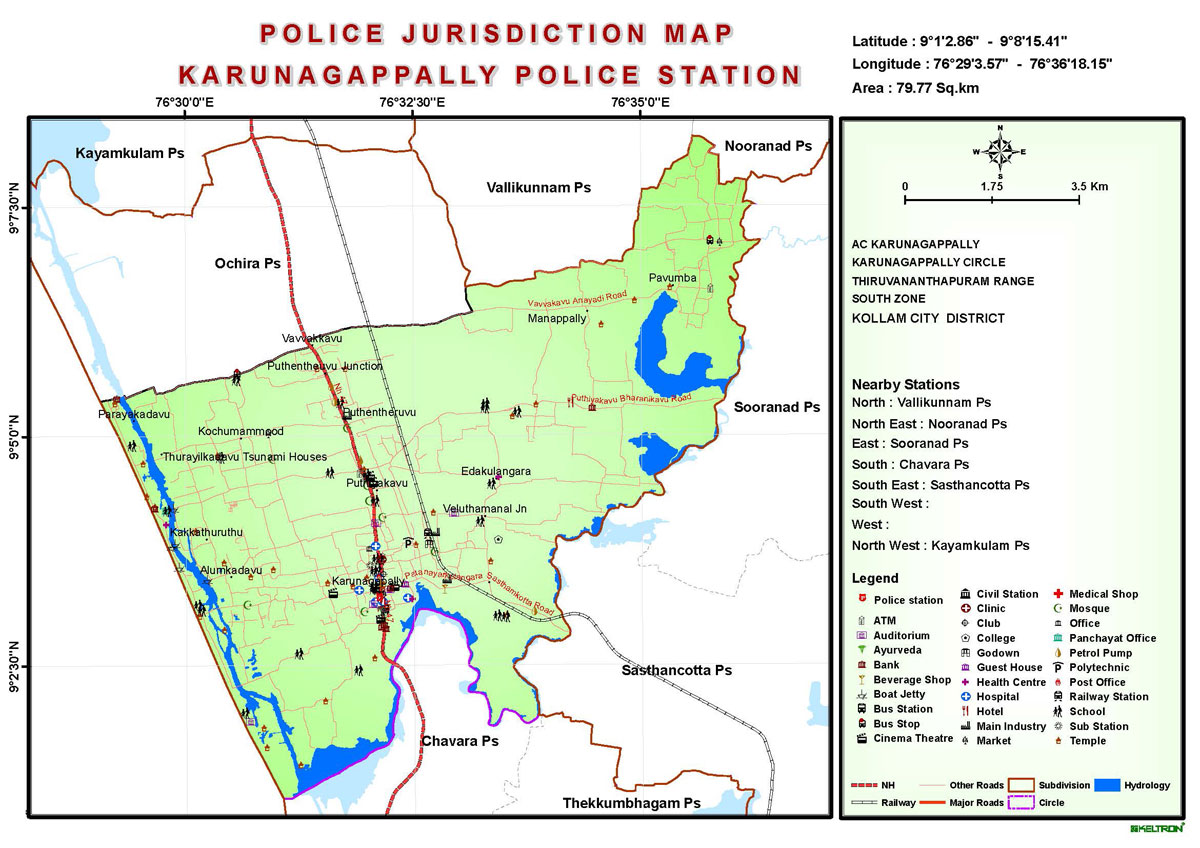 POLICE JURISDICTION MAP
KARUNAGAPPALLY POLICE STATION
Latitude : 9°1'2.86" - 9°8'15.41"
Longitude : 76°29'3.57" - 76°36'18.15"
Area : 79.77 Sq.km
76°30'0"E
76°32'30"E
76°35'0"E
9°7'30"N
9°5'0"N
9°2'30"N
Kayamkulam Ps
Nooranad Ps
Vallikunnam Ps
Ochira Ps
Pavumba
Vavvakavu Anayadi Road
Manappally
Vavvakkavu
Puthentheuvu Junction
NH
Puthiyakavu Bharanikavu Road
Sooranad Ps
Parayakadavu
Puthentheruvu
Kochumammood
Thurayilkadavu Tsunami Houses
Edakulangara
Veluthamanal Jn
Kakkathuruthu
Alumkadavu
Karunagappally
Sasthancotta Ps
Chavara Ps
Thekkumbhagam Ps
N
W
E
S
0
1.75
3.5 Km
AC KARUNAGAPPALLY
KARUNAGAPPALLY CIRCLE
THIRUVANANTHAPURAM RANGE
SOUTH ZONE
KOLLAM CITY DISTRICT
Nearby Stations
North : Vallikunnam Ps
North East : Nooranad Ps
East : Sooranad Ps
South : Chavara Ps
South East : Sasthancotta Ps
South West :
West :
North West : Kayamkulam Ps
Legend
Police station
ATM
Auditorium
Ayurveda
Bank
Beverage Shop
Boat Jetty
Bus Station
Bus Stop
Cinema Theatre
Civil Station
Clinic
Club
College
Godown
Guest House
Health Centre
Hospital
Hotel
Main Industry
Market
Medical Shop
Mosque
Office
Panchayat Office
Petrol Pump
Polytechnic
Post Office
Railway Station
School
Sub Station
Temple
NH
Other Roads
Subdivision
Hydrology
Railway
Major Roads
Circle
KELTRON